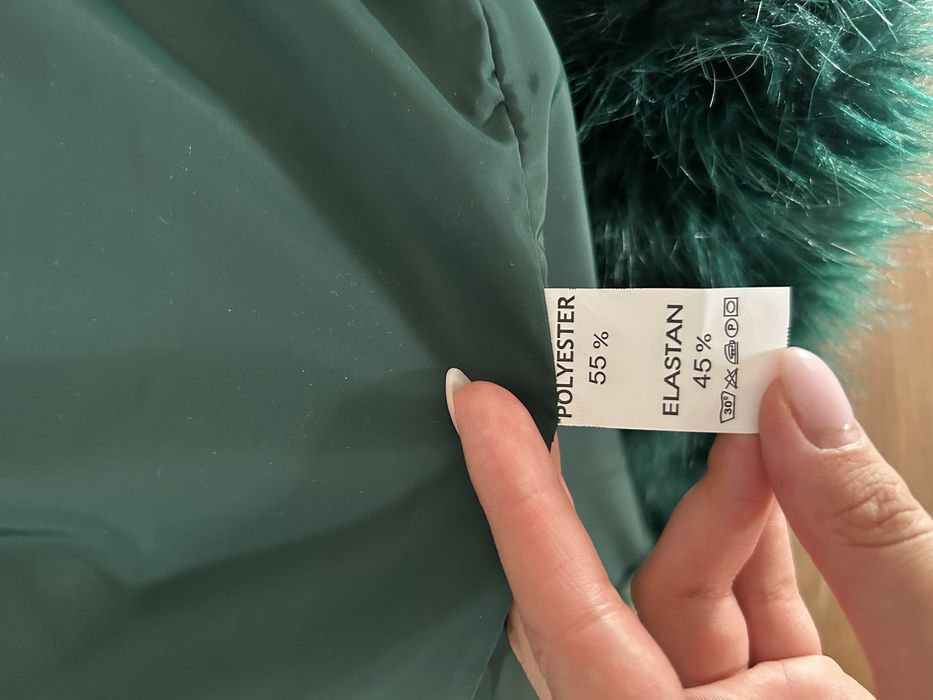 POLYESTER
55 %
ELASTAN
45 %
30° P